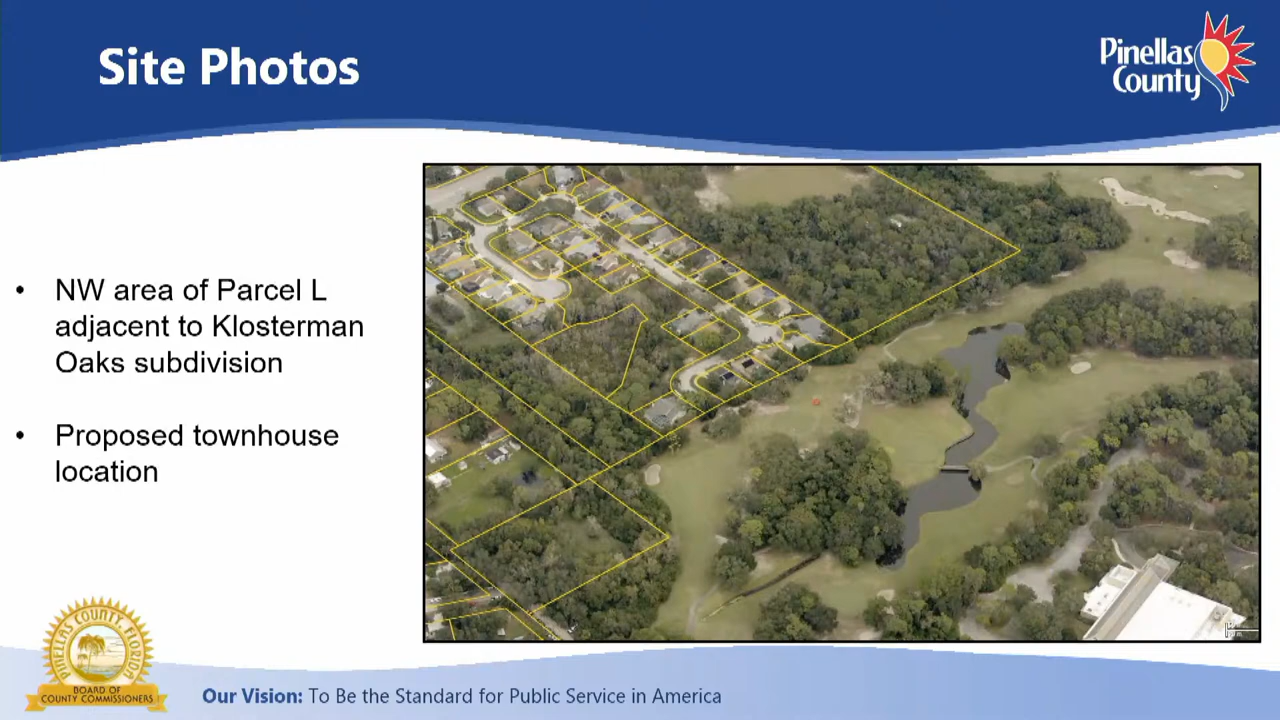 Site Photos
Pinellas
County
• NW area of Parcel L
adjacent to Klosterman
Oaks subdivision
• Proposed townhouse
location
PINELLAS COUNTY, FLORIDA
BOARD OF
COUNTY COMMISSIONERS
Our Vision: To Be the Standard for Public Service in America